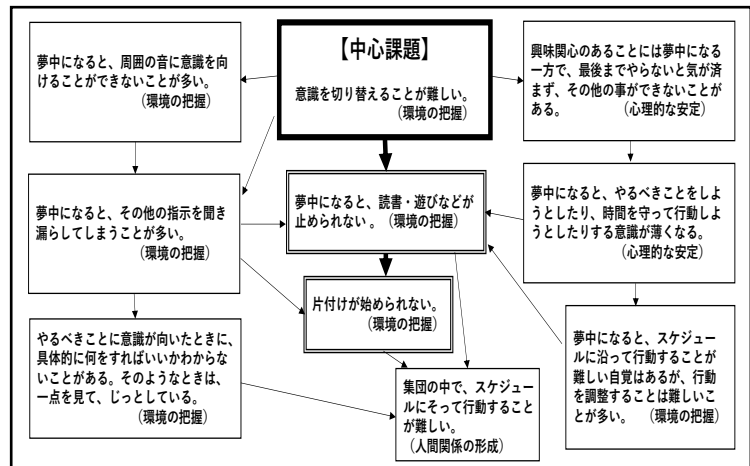 【中心課題】
意識を切り替えることが難しい。
(環境の把握)
夢中になると、周囲の音に意識を向
けることができないことが多い。
(環境の把握)
興味関心のあることには夢中になる
一方で、最後までやらないと気が済
まず、その他の事ができないことが
ある。 (心理的な安定)
夢中になると、その他の指示を聞き
漏らしてしまうことが多い。
(環境の把握)
夢中になると、読書・遊びなどが
止められない。(環境の把握)
夢中になると、やるべきことをしよ
うとしたり、時間を守って行動しよ
うとしたりする意識が薄くなる。
(心理的な安定)
片付けが始められない。
(環境の把握)
やるべきことに意識が向いたときに、
具体的に何をすればいいかわからな
いことがある。そのようなときは、
一点を見て、じっとしている。
(環境の把握)
集団の中で、スケジュー
ルにそって行動すること
が難しい。
(人間関係の形成)
夢中になると、スケジュー
ルに沿って行動することが
難しい自覚はあるが、行動
を調整することは難しいこ
とが多い。 (環境の把握)